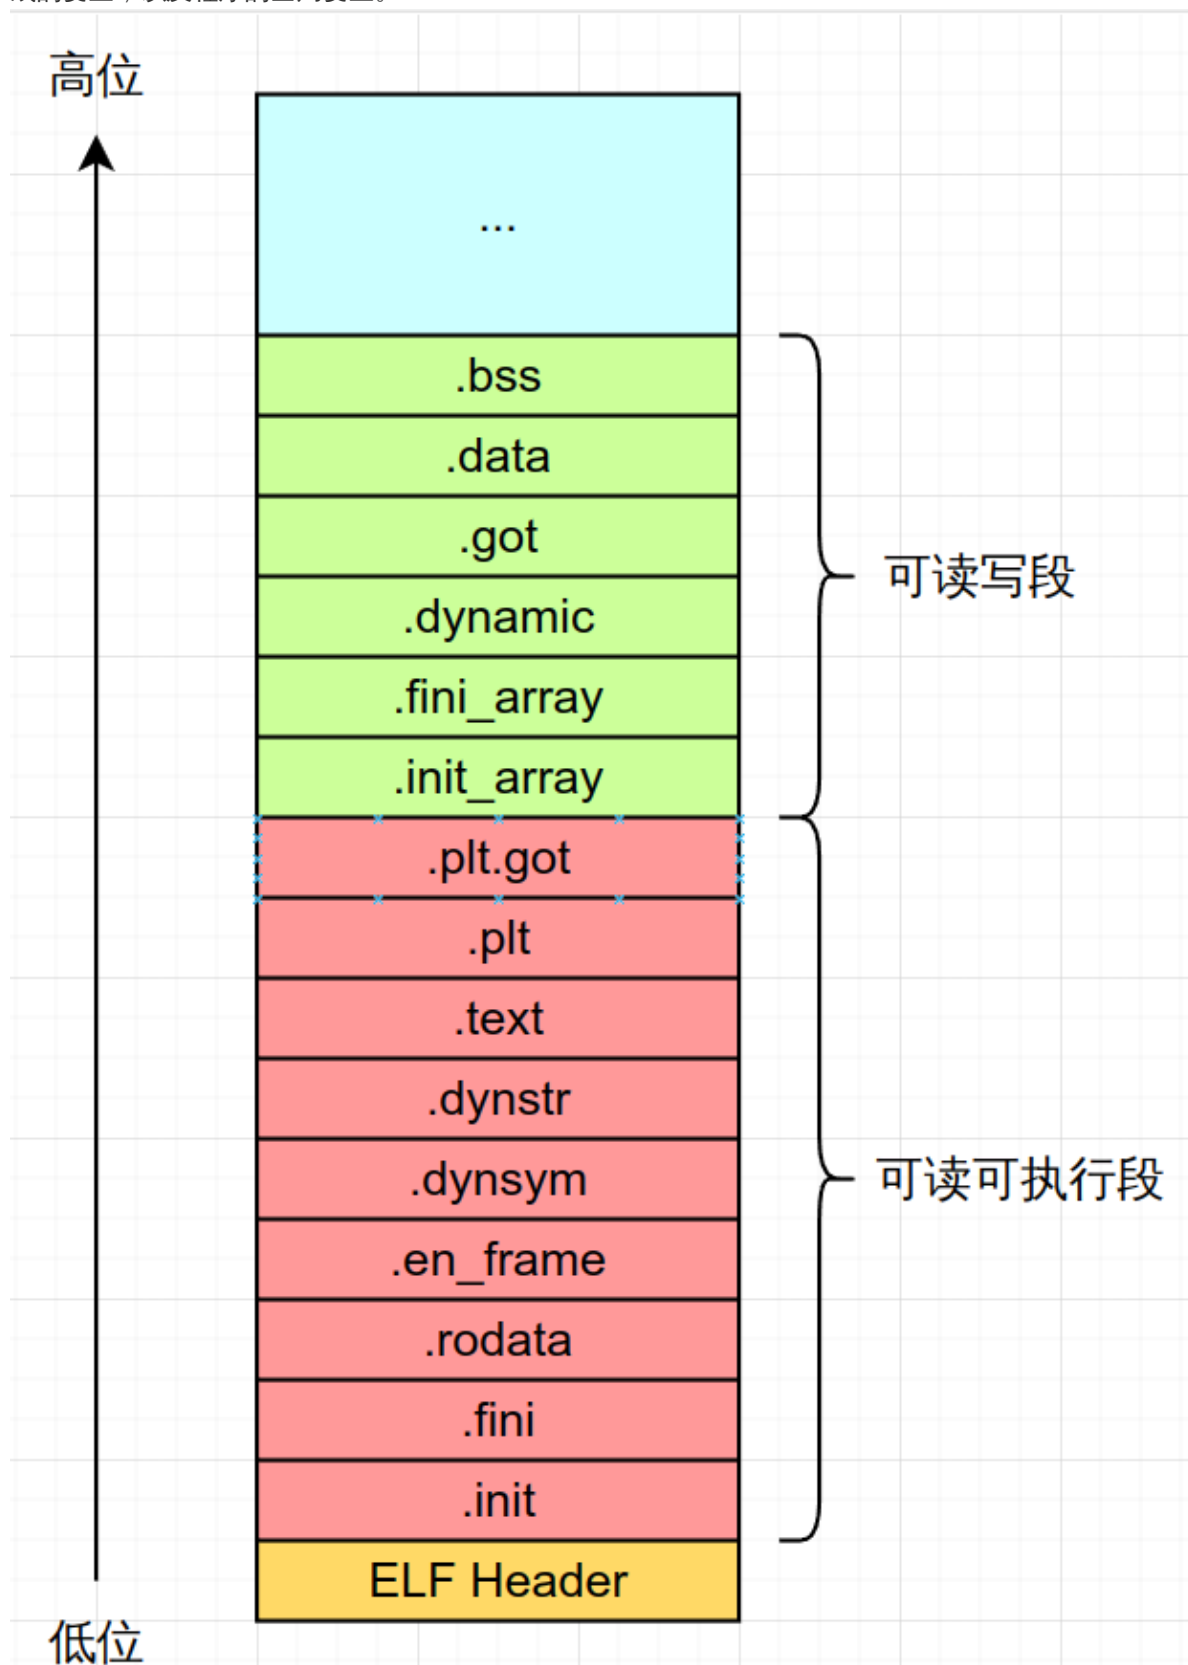 高位
...
.bss
.data
.got
可读写段
.dynamic
.fini_array
.init_array
.plt.got
.plt
.text
.dynstr
.dynsym
可读可执行段
.en_frame
.rodata
.fini
.init
ELF Header
低位